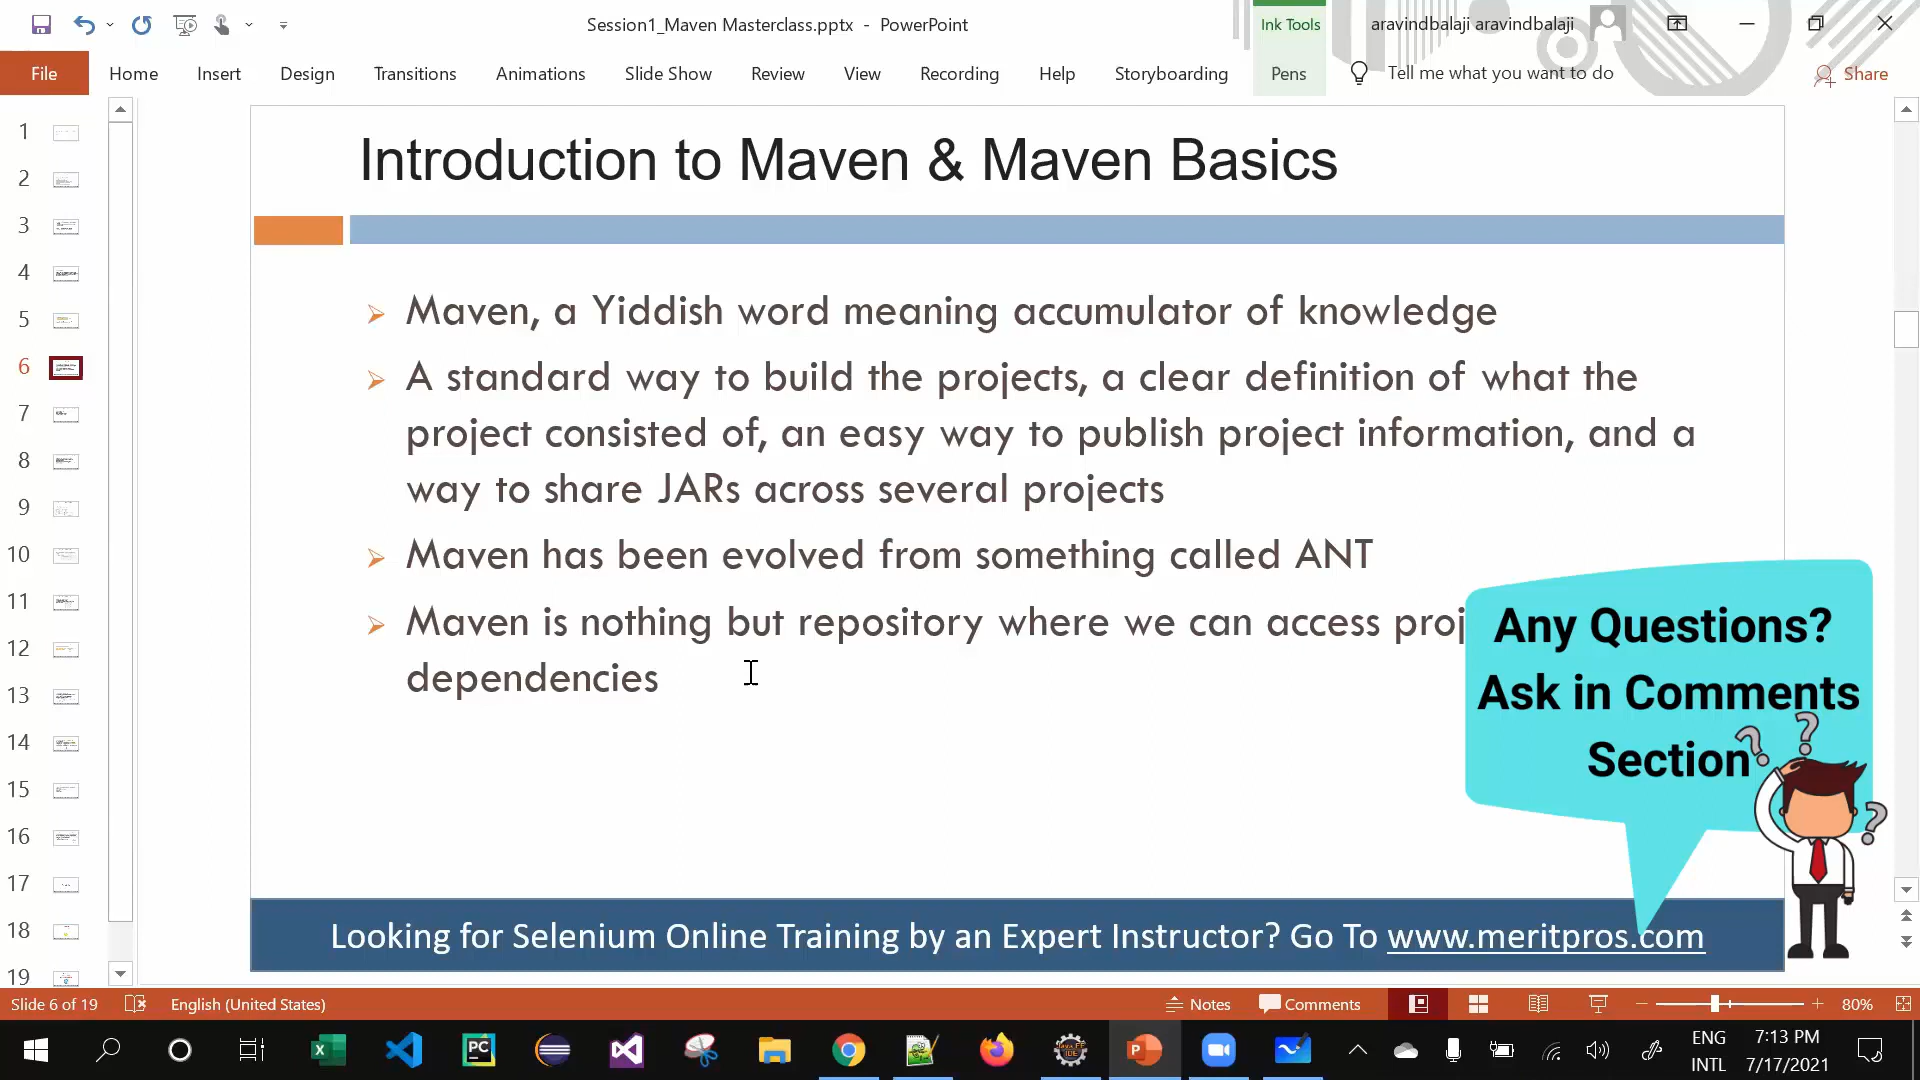 Session1_Maven Masterclass.pptx - PowerPoint
Ink Tools
aravindbalaji aravindbalaji
File Home Insert Design Transitions Animations Slide Show Review View Recording Help Storyboarding Pens Tell me what you want to do Share
1
2
3
4
5
6
7
8
9
10
11
12
13
14
15
16
17
18
19
Introduction to Maven & Maven Basics
Maven, a Yiddish word meaning accumulator of knowledge
A standard way to build the projects, a clear definition of what the
project consisted of, an easy way to publish project information, and a
way to share JARs across several projects
Maven has been evolved from something called ANT
Maven is nothing but repository where we can access proj
dependencies
Any Questions?
Ask in Comments
Section
Looking for Selenium Online Training by an Expert Instructor? Go To www.meritpros.com
Slide 6 of 19 English (United States) Notes Comments 80%
ENG
INTL
7:13 PM
7/17/2021